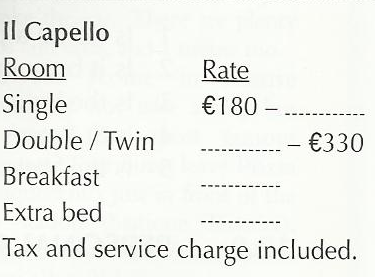 Il Capello
Room Rate
Single €180 – ------------
Double / Twin ------------ – €330
Breakfast ------------
Extra bed ------------
Tax and service charge included.